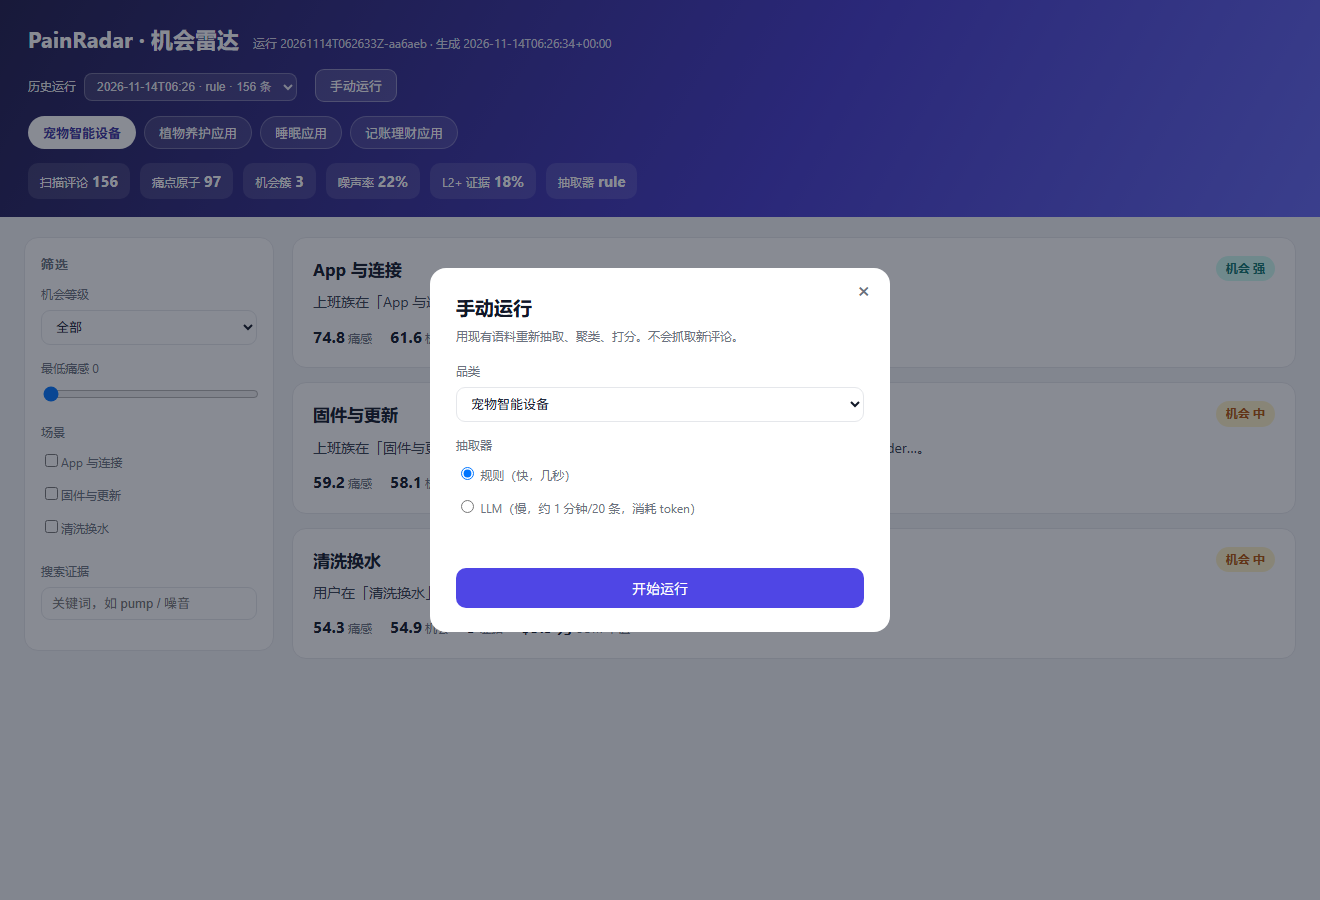 PainRadar · 机会雷达 运行 20261114T062633Z-aa6aeb · 生成 2026-11-14T06:26:34+00:00
历史运行 2026-11-14T06:26 · rule · 156 条 手动运行
宠物智能设备 植物养护应用 睡眠应用 记账理财应用
扫描评论 156 痛点原子 97 机会簇 3 噪声率 22% L2+ 证据 18% 抽取器 rule
筛选
机会等级
全部
最低痛感 0
场景
App 与连接
固件与更新
清洗换水
搜索证据
关键词，如 pump / 噪音
App 与连接 机会 强
上班族在「App 与
74.8 痛感 61.6
固件与更新 机会 中
上班族在「固件与 der...。
59.2 痛感 58.1
清洗换水 机会 中
用户在「清洗换水」
54.3 痛感 54.9
手动运行 ×
用现有语料重新抽取、聚类、打分。不会抓取新评论。
品类
宠物智能设备
抽取器
规则（快，几秒）
LLM（慢，约 1 分钟/20 条，消耗 token）
开始运行